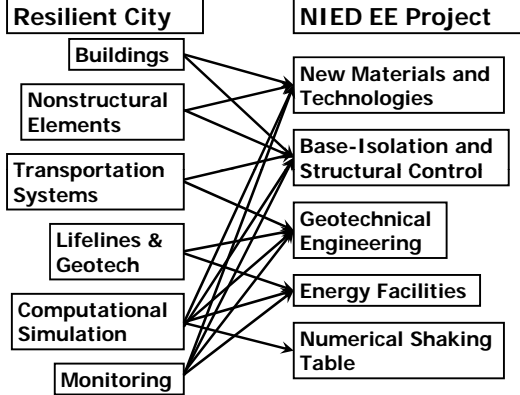 Resilient City
Buildings
Nonstructural
Elements
Transportation
Systems
Lifelines &
Geotech
Computational
Simulation
Monitoring
NIED EE Project
New Materials and
Technologies
Base-Isolation and
Structural Control
Geotechnical
Engineering
Energy Facilities
Numerical Shaking
Table